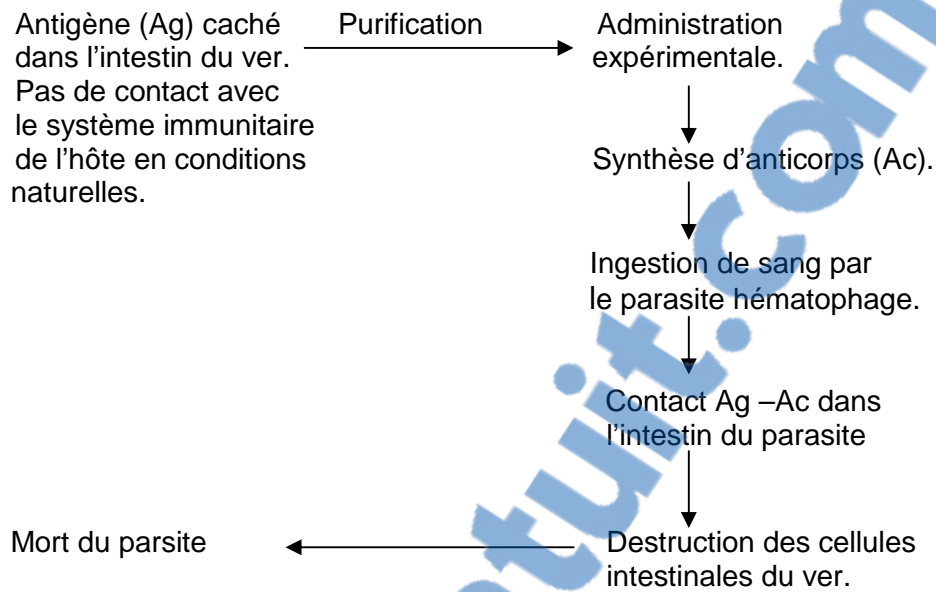 Antigène (Ag) caché
dans l’intestin du ver.
Pas de contact avec
le système immunitaire
de l’hôte en conditions
naturelles.
Purification
Administration
expérimentale.
Synthèse d’anticorps (Ac).
Ingestion de sang par
le parasite hématophage.
Contact Ag –Ac dans
l’intestin du parasite
Destruction des cellules
intestinales du ver.
Mort du parsite
tuit.com